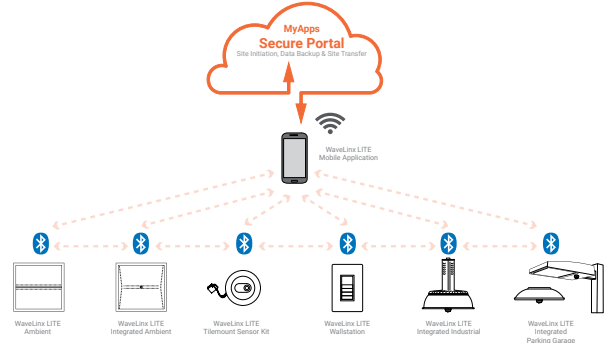 MyApps
Secure Portal
Site Initiation, Data Backup & Site Transfer
WaveLinx LITE
Mobile Application
WaveLinx LITE
Ambient
WaveLinx LITE
Integrated Ambient
WaveLinx LITE
Tilemount Sensor Kit
WaveLinx LITE
Wallstation
WaveLinx LITE
Integrated Industrial
WaveLinx LITE
Integrated
Parking Garage